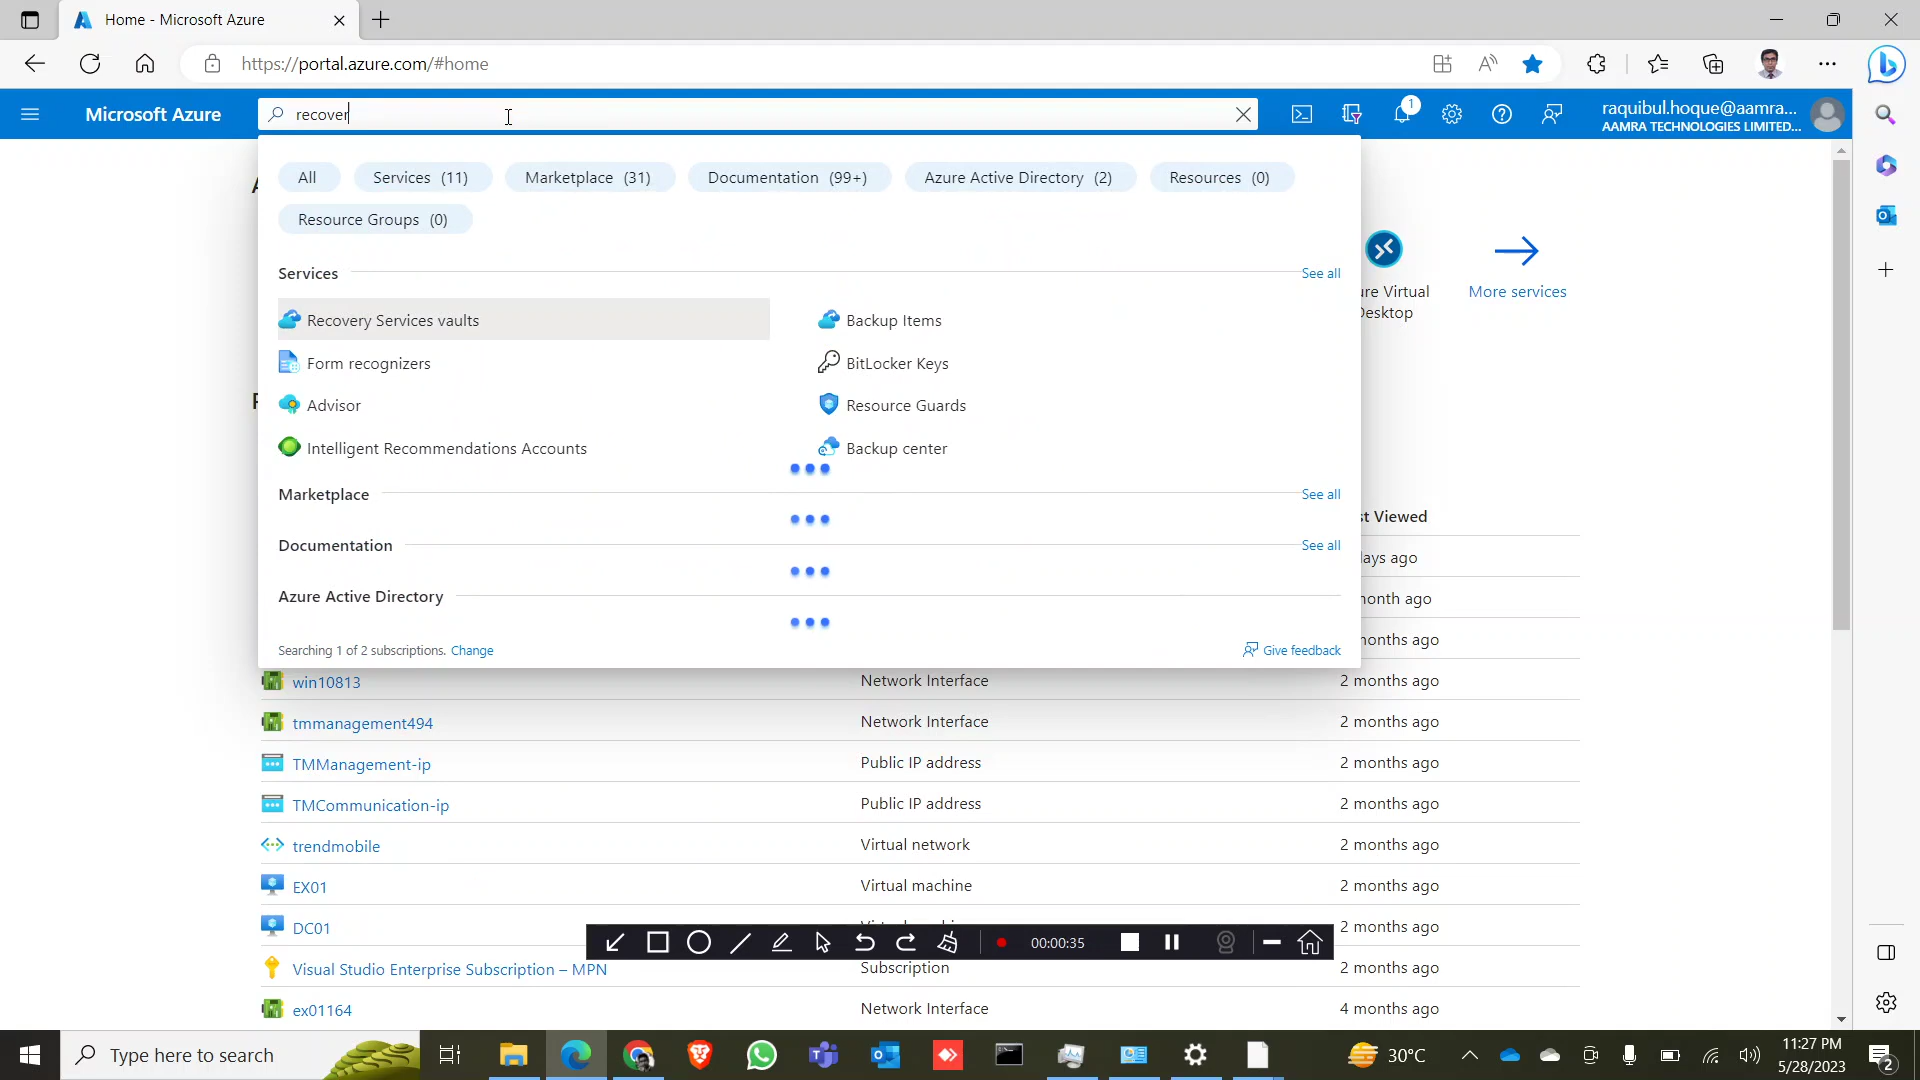 Home - Microsoft Azure
https://portal.azure.com/#home
Microsoft Azure
recover
1
raquibul.hoque@aamra...
AAMRA TECHNOLOGIES LIMITED...
All
Services (11)
Marketplace (31)
Documentation (99+)
Azure Active Directory (2)
Resources (0)
Resource Groups (0)
Services
See all
Recovery Services vaults
Backup Items
Form recognizers
BitLocker Keys
Advisor
Resource Guards
Intelligent Recommendations Accounts
Backup center
Marketplace
See all
Documentation
See all
Azure Active Directory
Searching 1 of 2 subscriptions. Change
Give feedback
ure Virtual
Desktop
More services
st Viewed
days ago
month ago
months ago
win10813 Network Interface 2 months ago
tmmanagement494 Network Interface 2 months ago
TMManagement-ip Public IP address 2 months ago
TMCommunication-ip Public IP address 2 months ago
trendmobile Virtual network 2 months ago
EX01 Virtual machine 2 months ago
DC01 2 months ago
00:00:35
Visual Studio Enterprise Subscription – MPN Subscription 2 months ago
ex01164 Network Interface 4 months ago
Type here to search
30°C
11:27 PM
5/28/2023
2